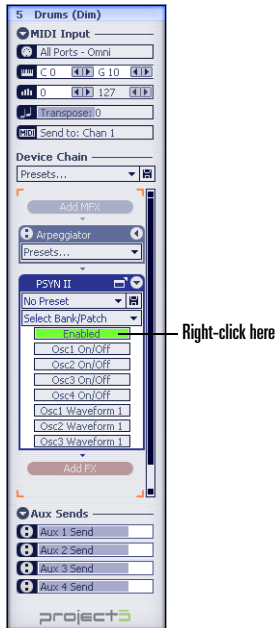 5 Drums (Dim)
MIDI Input
All Ports - Omni
C 0 G 10
0 127
Transpose: 0
MIDI Send to: Chan 1
Device Chain
Presets...
Add MFX
Arpeggiator
Presets...
PSYN II
No Preset
Select Bank/Patch
Enabled
Right-click here
Osc1 On/Off
Osc2 On/Off
Osc3 On/Off
Osc4 On/Off
Osc1 Waveform 1
Osc2 Waveform 1
Osc3 Waveform 1
Add FX
Aux Sends
Aux 1 Send
Aux 2 Send
Aux 3 Send
Aux 4 Send
project5